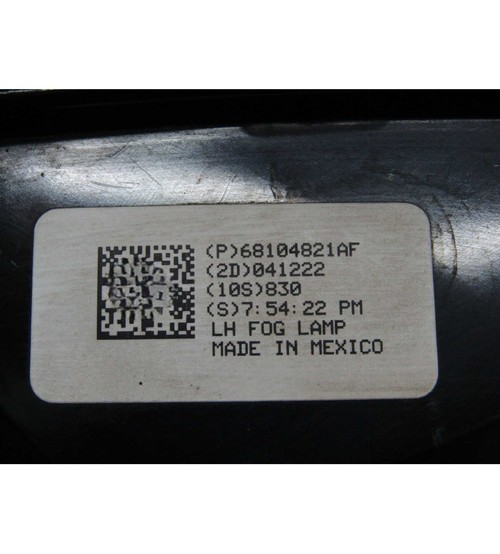 (P)68104821AF
(2D)041222
(10S)830
(S)7:54:22 PM
LH FOG LAMP
MADE IN MEXICO